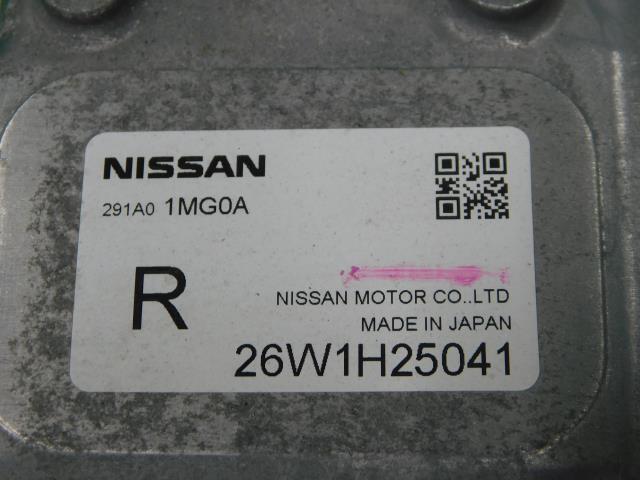 NISSAN
291A0 1MG0A
R
NISSAN MOTOR CO.,LTD
MADE IN JAPAN
26W1H25041